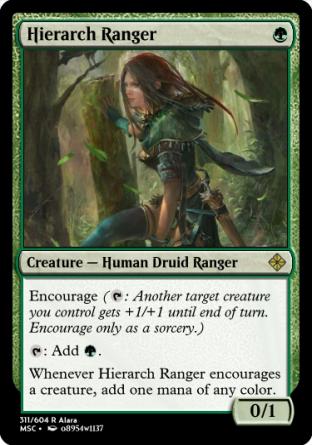 Hierarch Ranger
Creature — Human Druid Ranger
Encourage (: Another target creature
you control gets +1/+1 until end of turn.
Encourage only as a sorcery.)
: Add .
Whenever Hierarch Ranger encourages
a creature, add one mana of any color.
0/1
311/604 R Alara
MSC • o8954w1137